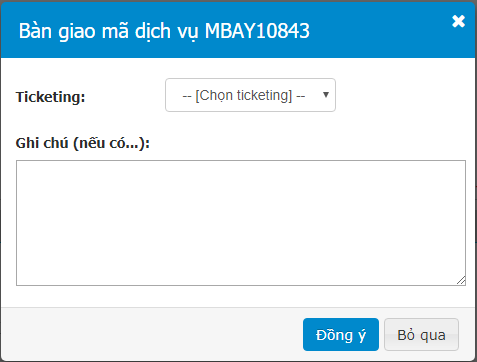 Bàn giao mã dịch vụ MBAY10843
Ticketing:
-- [Chọn ticketing] --
Ghi chú (nếu có...):
Đồng ý
Bỏ qua